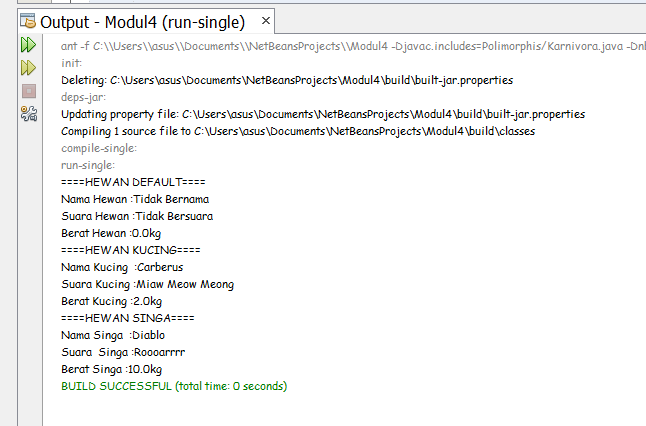 Output - Modul4 (run-single) ×
ant -f C:\\Users\\asus\\Documents\\NetBeansProjects\\Modul4 -Djavac.includes=Polimorphis/Karnivora.java
init:
Deleting: C:\Users\asus\Documents\NetBeansProjects\Modul4\build\built-jar.properties
deps-jar:
Updating property file: C:\Users\asus\Documents\NetBeansProjects\Modul4\build\built-jar.properties
Compiling 1 source file to C:\Users\asus\Documents\NetBeansProjects\Modul4\build\classes
compile-single:
run-single:
====HEWAN DEFAULT====
Nama Hewan :Tidak Bernama
Suara Hewan :Tidak Bersuara
Berat Hewan :0.0kg
====HEWAN KUCING====
Nama Kucing  :Carberus
Suara Kucing :Miaw Meow Meong
Berat Kucing :2.0kg
====HEWAN SINGA====
Nama Singa  :Diablo
Suara  Singa :Roooarrrr
Berat Singa :10.0kg
BUILD SUCCESSFUL (total time: 0 seconds)